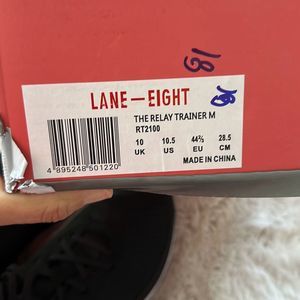 18
LANE—EIGHT
THE RELAY TRAINER M
RT2100
10 10.5 44⅔ 28.5
UK US EU CM
MADE IN CHINA
4 895248 501220